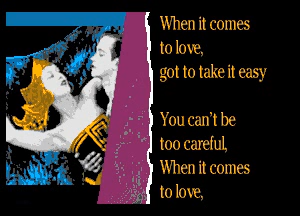 When it comes
to love,
got to take it easy
You can't be
too careful,
When it comes
to love,